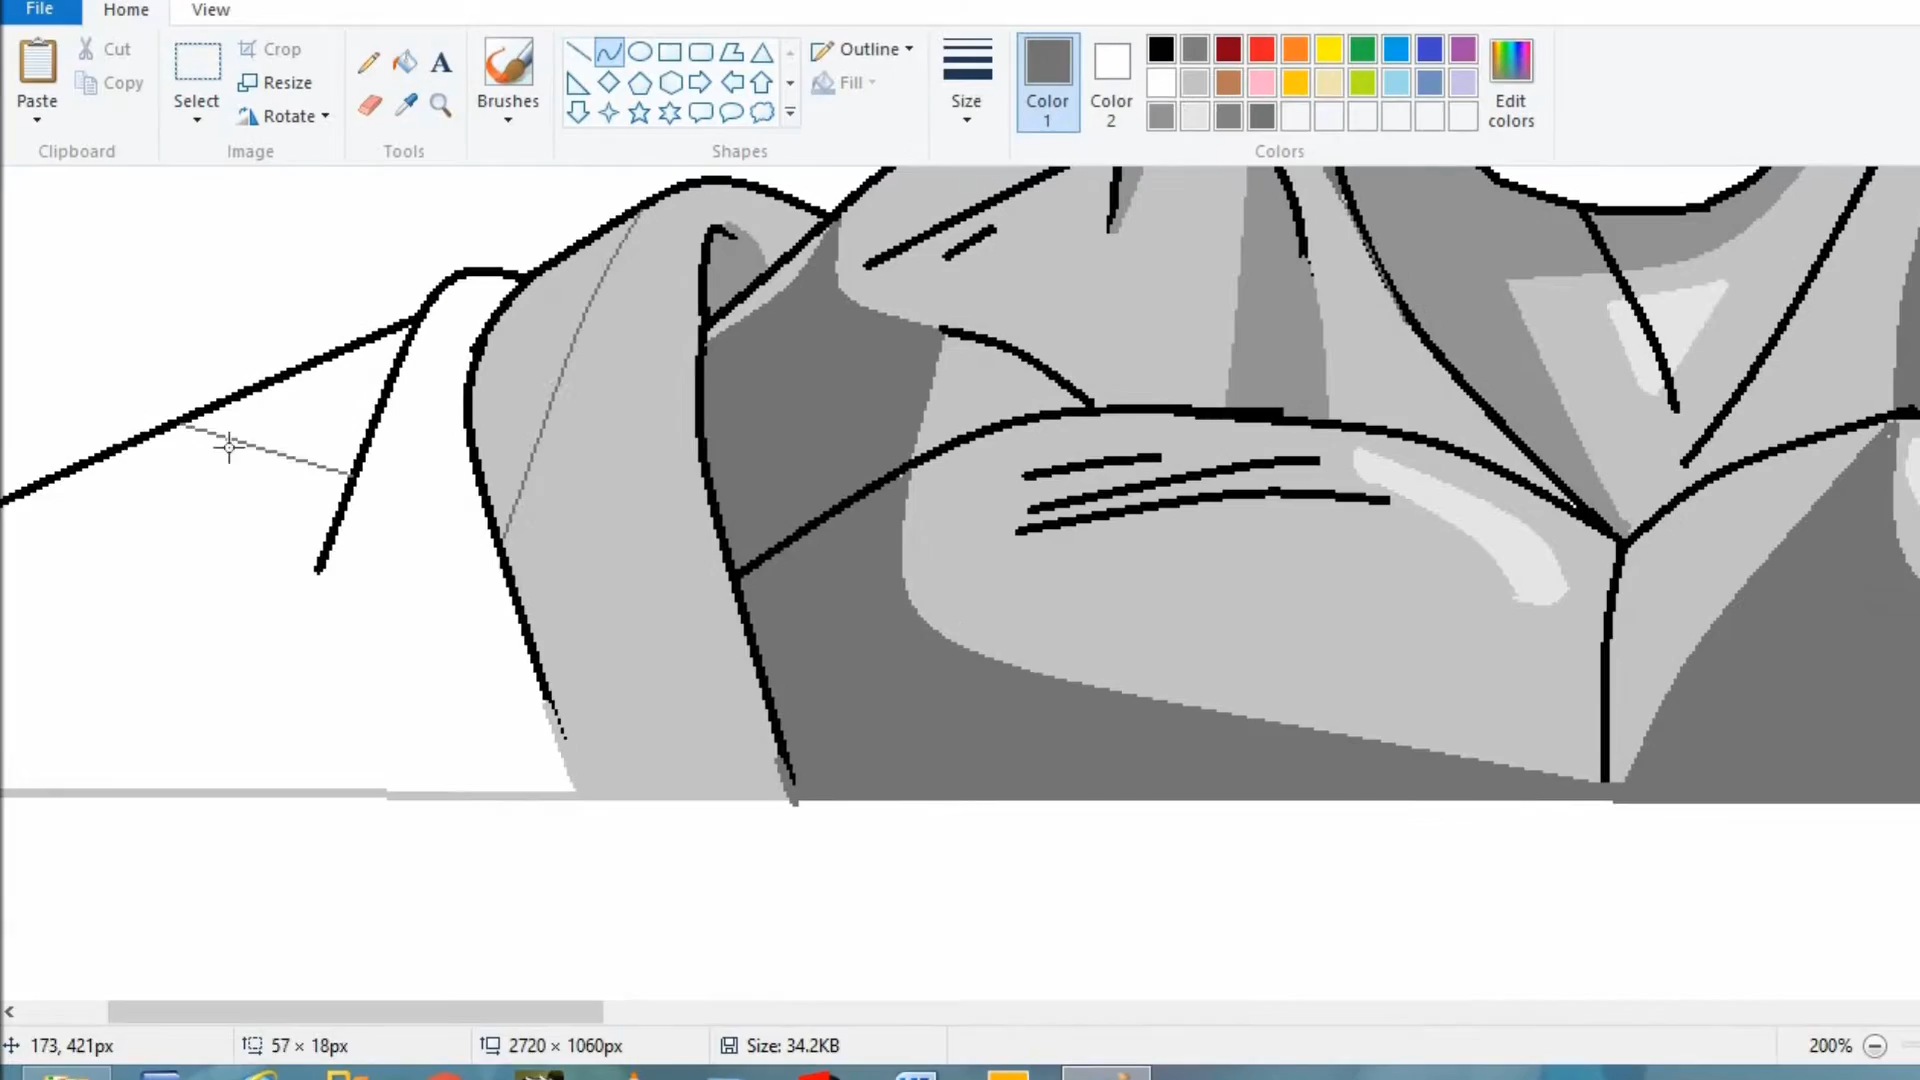 File Home View
Paste Cut Copy Clipboard
Select Crop Resize Rotate Image
A Tools
Brushes
Shapes Outline Fill
Size
Color 1 Color 2 Edit colors Colors
173, 421px 57 × 18px 2720 × 1060px Size: 34.2KB 200%